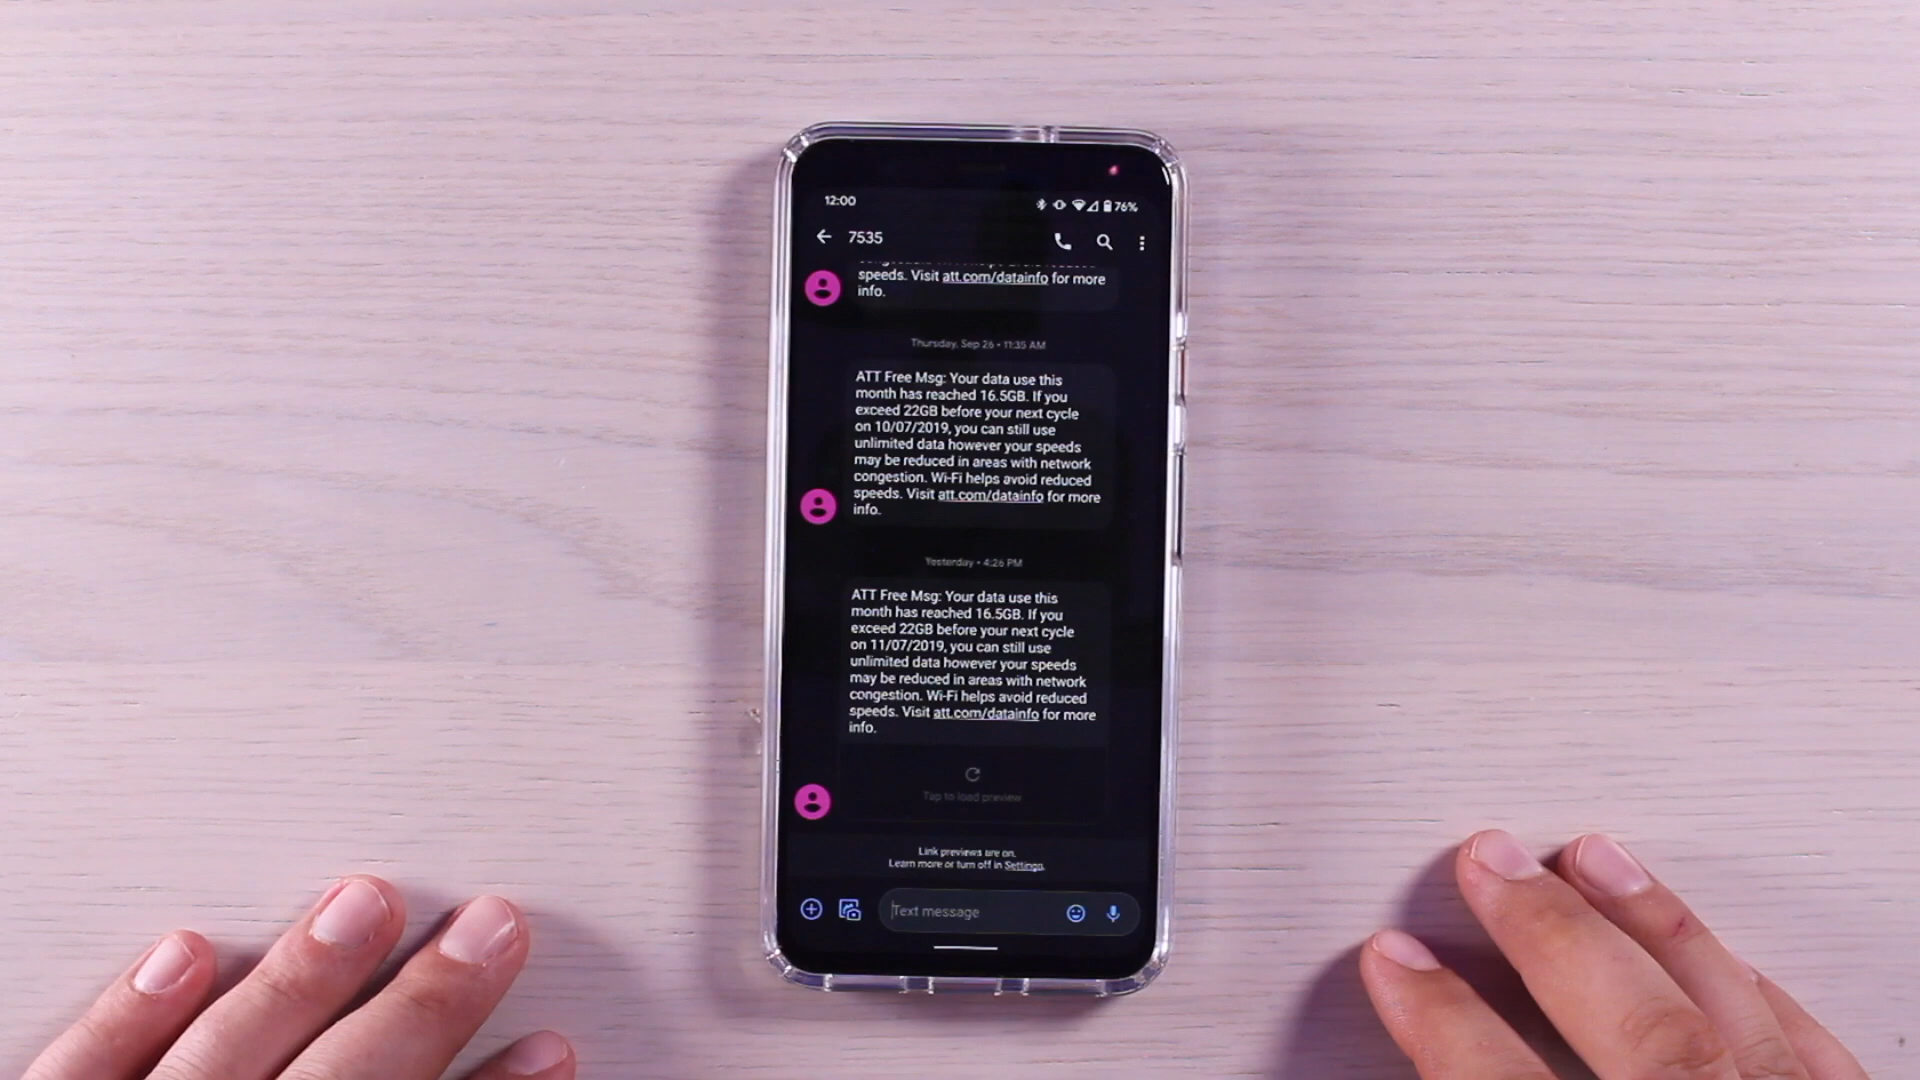 12:00
76%
7535
speeds. Visit att.com/datainfo for more
info.
Thursday, Sep 26 • 11:35 AM
ATT Free Msg: Your data use this
month has reached 16.5GB. If you
exceed 22GB before your next cycle
on 10/07/2019, you can still use
unlimited data however your speeds
may be reduced in areas with network
congestion. Wi-Fi helps avoid reduced
speeds. Visit att.com/datainfo for more
info.
Yesterday • 4:26 PM
ATT Free Msg: Your data use this
month has reached 16.5GB. If you
exceed 22GB before your next cycle
on 11/07/2019, you can still use
unlimited data however your speeds
may be reduced in areas with network
congestion. Wi-Fi helps avoid reduced
speeds. Visit att.com/datainfo for more
info.
Tap to load preview
Link previews are on.
Learn more or turn off in Settings.
Text message